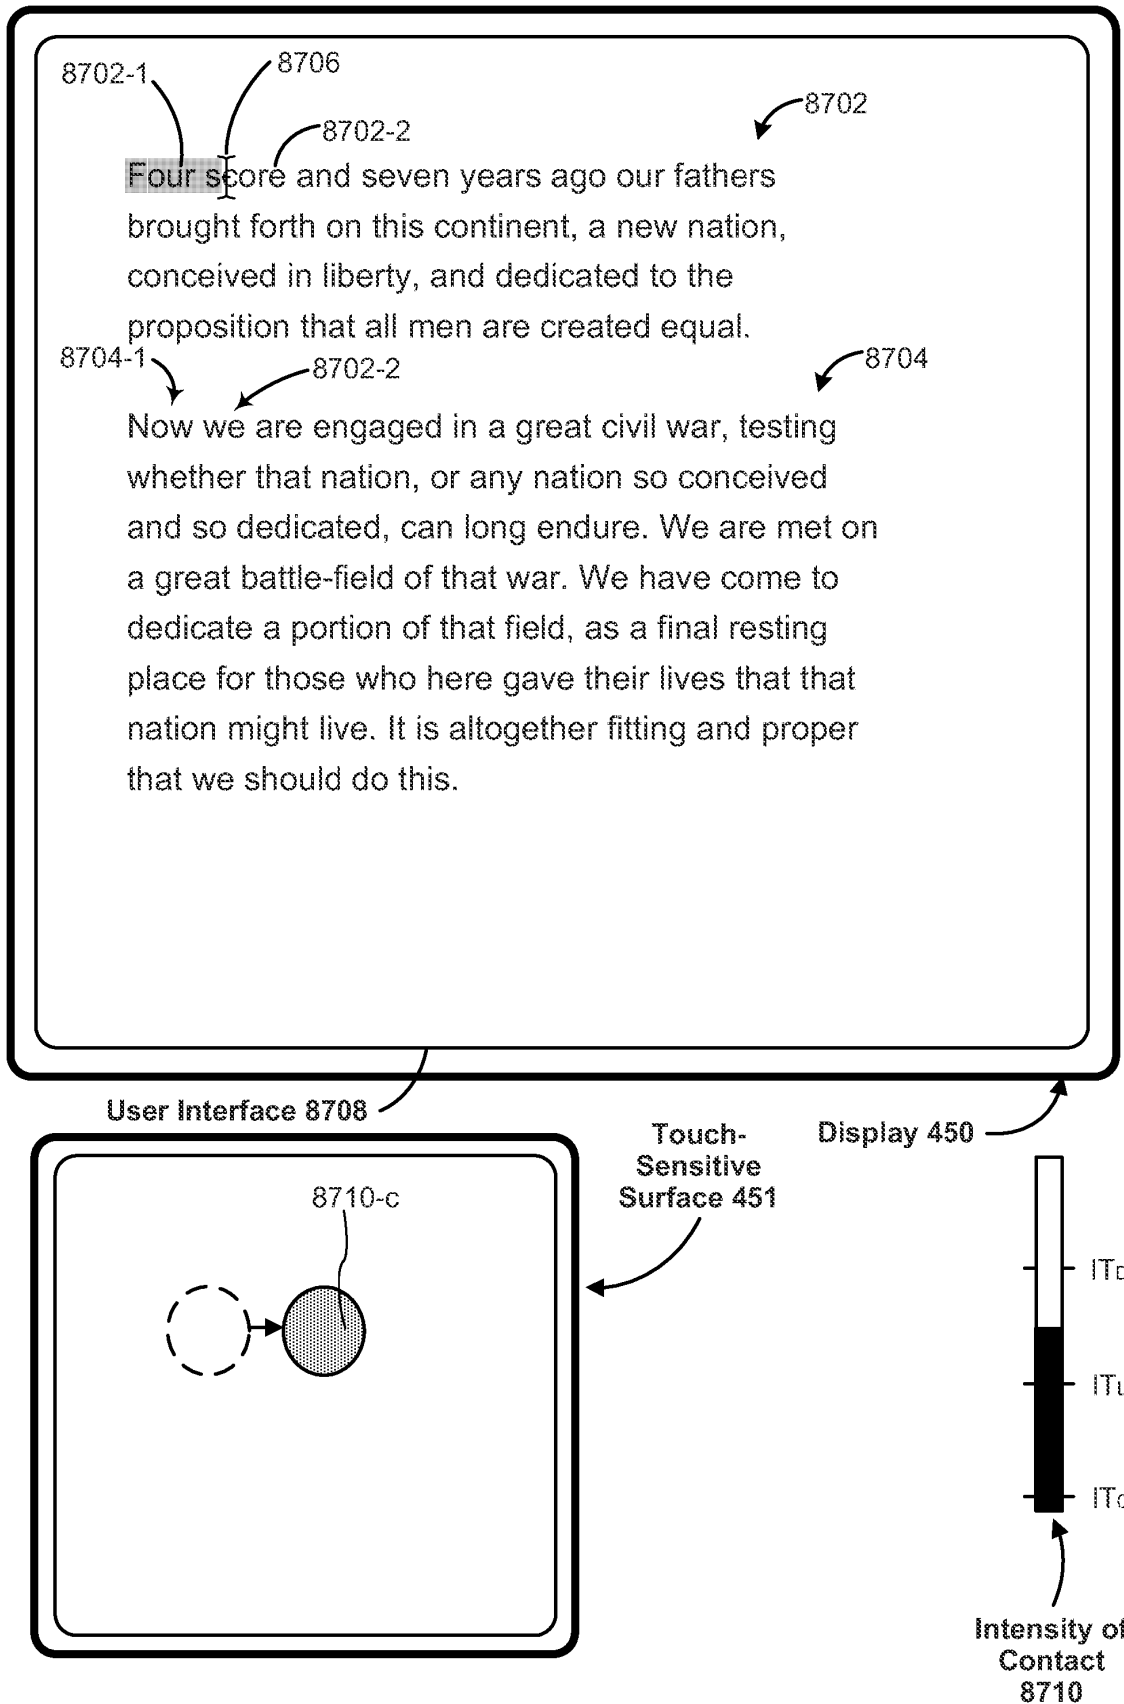 8702-1
8706
8702
8702-2
Four score and seven years ago our fathers
brought forth on this continent, a new nation,
conceived in liberty, and dedicated to the
proposition that all men are created equal.
8704-1
8702-2
8704
Now we are engaged in a great civil war, testing
whether that nation, or any nation so conceived
and so dedicated, can long endure. We are met on
a great battle-field of that war. We have come to
dedicate a portion of that field, as a final resting
place for those who here gave their lives that that
nation might live. It is altogether fitting and proper
that we should do this.
User Interface 8708
Display 450
Touch-
Sensitive
Surface 451
8710-c
ITD
ITL
IT0
Intensity of
Contact
8710